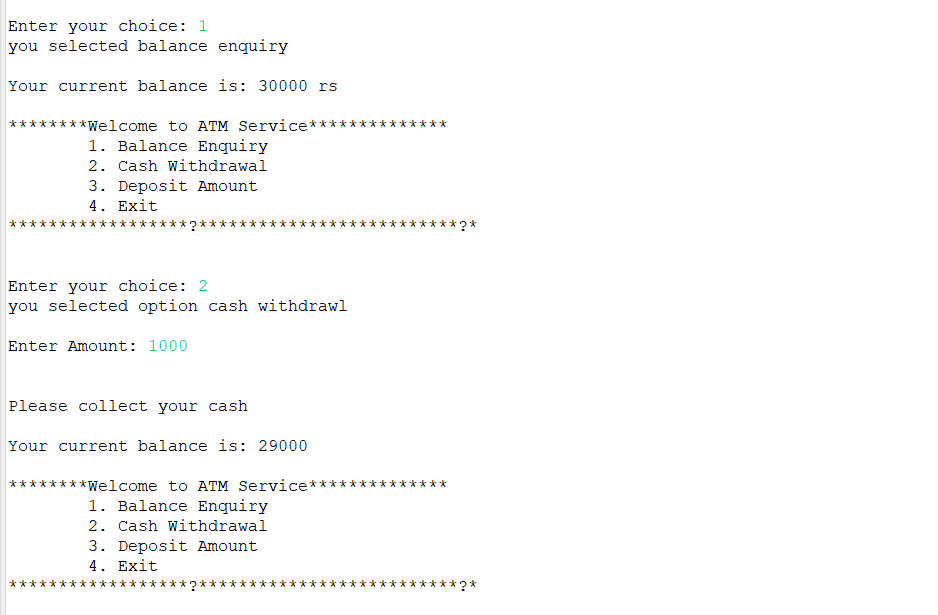 Enter your choice: 1
you selected balance enquiry
Your current balance is: 30000 rs
********Welcome to ATM Service**************
1. Balance Enquiry
2. Cash Withdrawal
3. Deposit Amount
4. Exit
******************?**************************?*
Enter your choice: 2
you selected option cash withdrawl
Enter Amount: 1000
Please collect your cash
Your current balance is: 29000
********Welcome to ATM Service**************
1. Balance Enquiry
2. Cash Withdrawal
3. Deposit Amount
4. Exit
******************?**************************?*